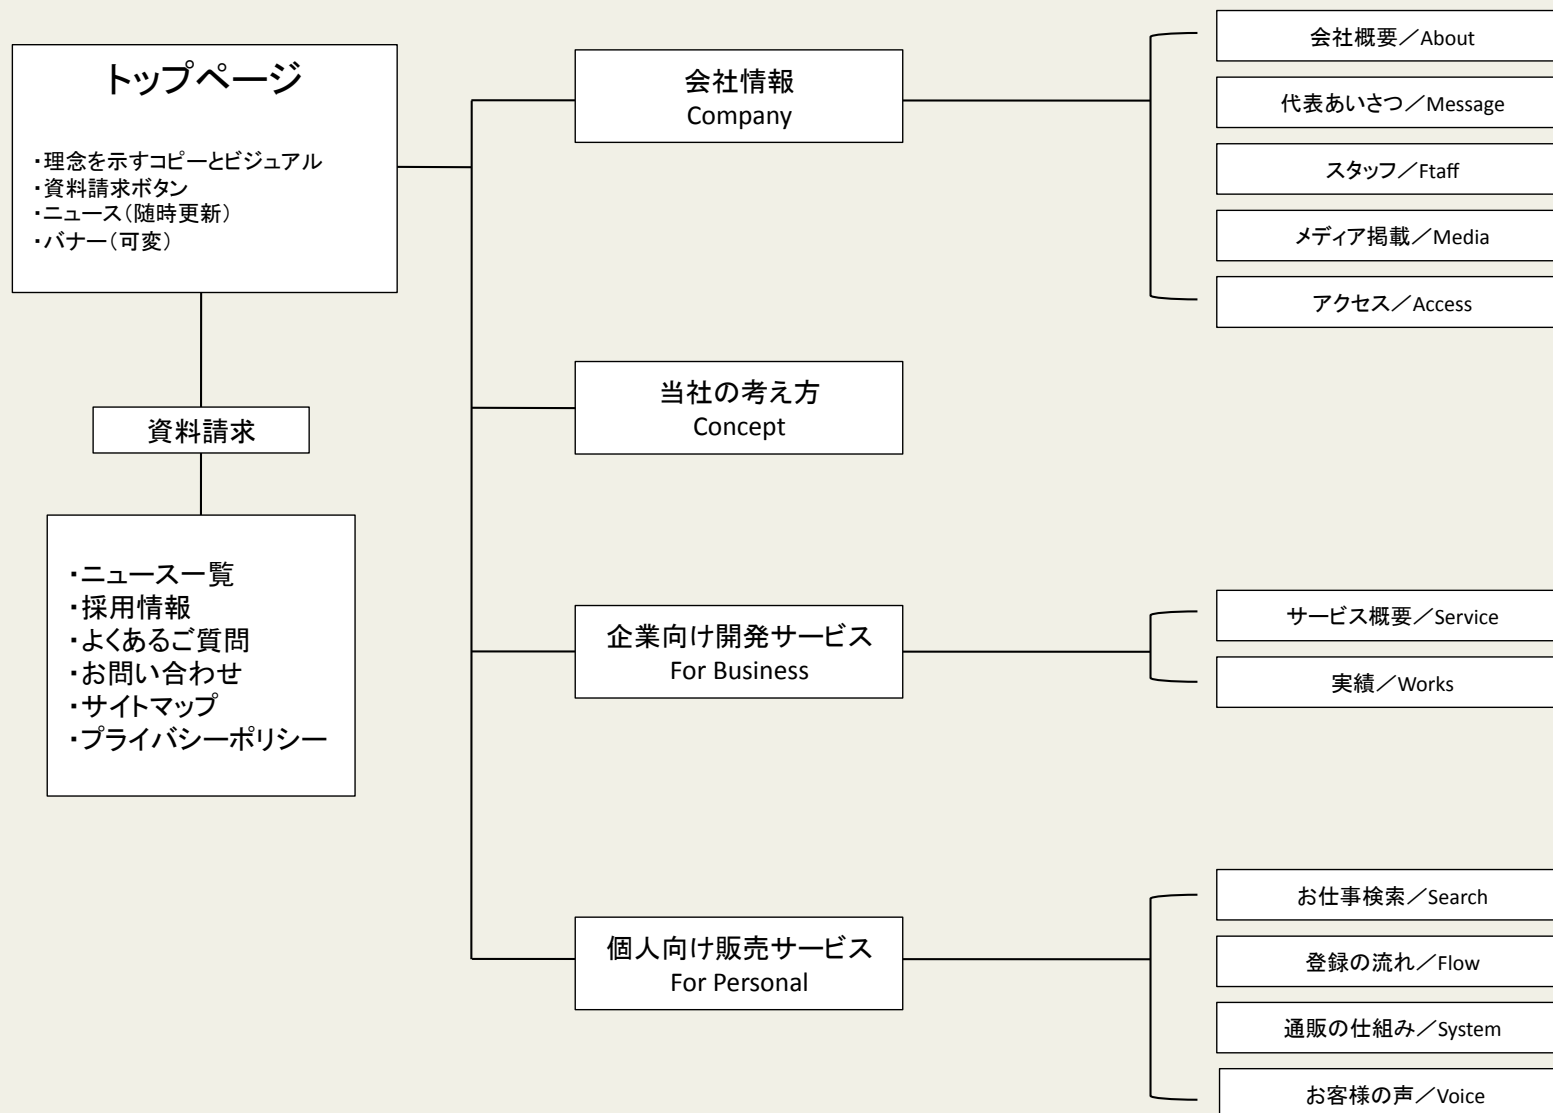 トップページ
・理念を示すコピーとビジュアル
・資料請求ボタン
・ニュース(随時更新)
・バナー(可変)
資料請求
・ニュース一覧
・採用情報
・よくあるご質問
・お問い合わせ
・サイトマップ
・プライバシーポリシー
会社情報
Company
当社の考え方
Concept
企業向け開発サービス
For Business
個人向け販売サービス
For Personal
会社概要／About
代表あいさつ／Message
スタッフ／Ftaff
メディア掲載／Media
アクセス／Access
サービス概要／Service
実績／Works
お仕事検索／Search
登録の流れ／Flow
通販の仕組み／System
お客様の声／Voice